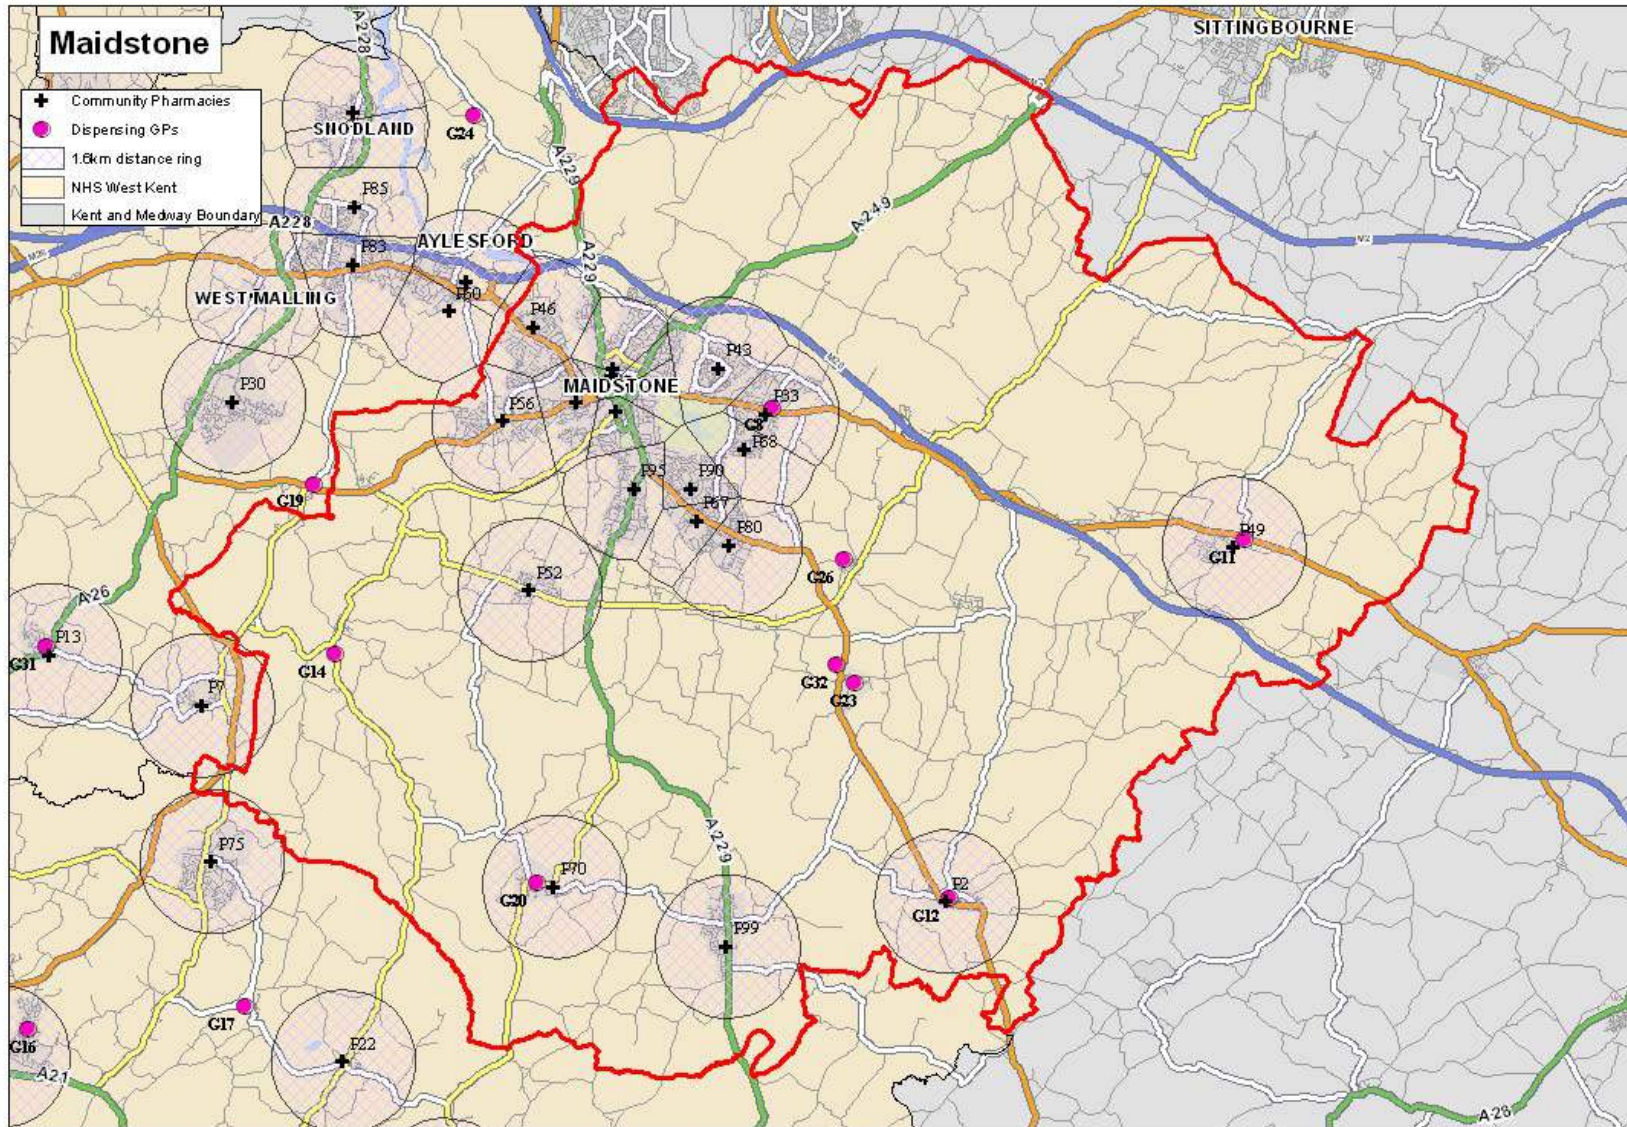 Maidstone
Community Pharmacies
Dispensing GPs
1.6km distance ring
NHS West Kent
Kent and Medway Boundary
SITTINGBOURNE
A228
SNODLAND
G24
A229
P85
A249
A228
AYLESFORD
P83
A229
M2
WEST MALLING
P60
P46
MAIDSTONE
P43
M20
P30
P56
P33
G8
P68
G19
P95
P90
P67
P80
P49
G11
P52
G26
A26
P13
G31
G14
P7
G32
G23
P75
A229
P70
G20
P2
G12
P99
G17
G16
P22
A21
A28